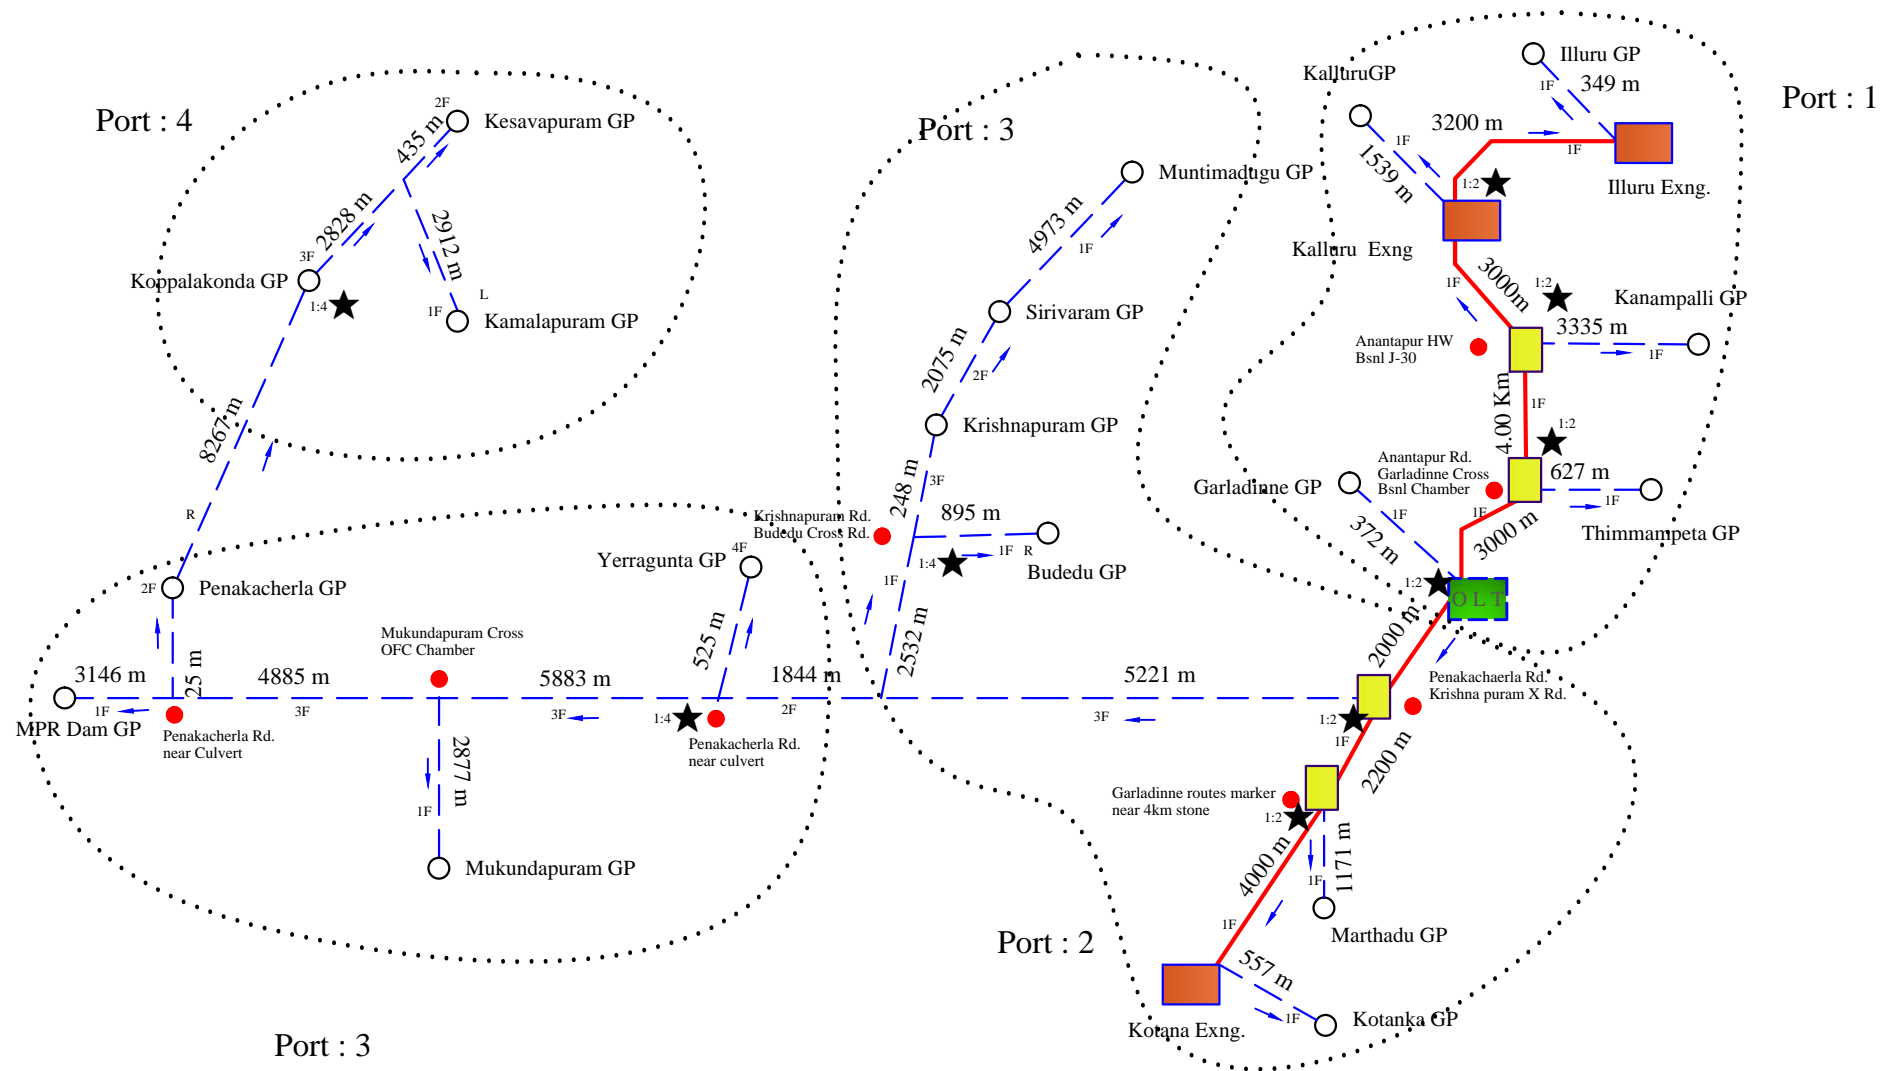 Illuru GP
KalluruGP
1F
349 m
Port : 1
2F
Kesavapuram GP
Port : 4
435 m
Port : 3
3200 m
1F
1F
1539 m
1:2
Illuru Exng.
Muntimadugu GP
2828 m
2912 m
4973 m
1F
Kalluru Exng
3F
Koppalakonda GP
1:4
L
1F
Kamalapuram GP
3000m
1:2
Kanampalli GP
1F
3335 m
1F
Sirivaram GP
Anantapur HW
Bsnl J-30
2075 m
2F
4.00 Km
1F
8267 m
Krishnapuram GP
1:2
Anantapur Rd.
Garladinne Cross
Bsnl Chamber
627 m
1F
Thimmampeta GP
Garladinne GP
1F
372 m
1F
3000 m
248 m
3F
R
Krishnapuram Rd.
Budedu Cross Rd.
895 m
1F
R
1:4
Budedu GP
Yerragunta GP
4F
1F
1:2
O L T
2F
Penakacherla GP
525 m
2532 m
2000 m
Mukundapuram Cross
OFC Chamber
3146 m
25 m
4885 m
5883 m
1844 m
5221 m
Penakachaerla Rd.
Krishna puram X Rd.
1F
MPR Dam GP
3F
3F
1:4
2F
3F
1:2
1F
Penakacherla Rd.
near Culvert
Penakacherla Rd.
near culvert
2877 m
1F
2200 m
Garladinne routes marker
near 4km stone
1:2
1171 m
1F
4000 m
1F
Mukundapuram GP
Marthadu GP
Port : 2
557 m
1F
Kotanka GP
Kotana Exng.
Port : 3